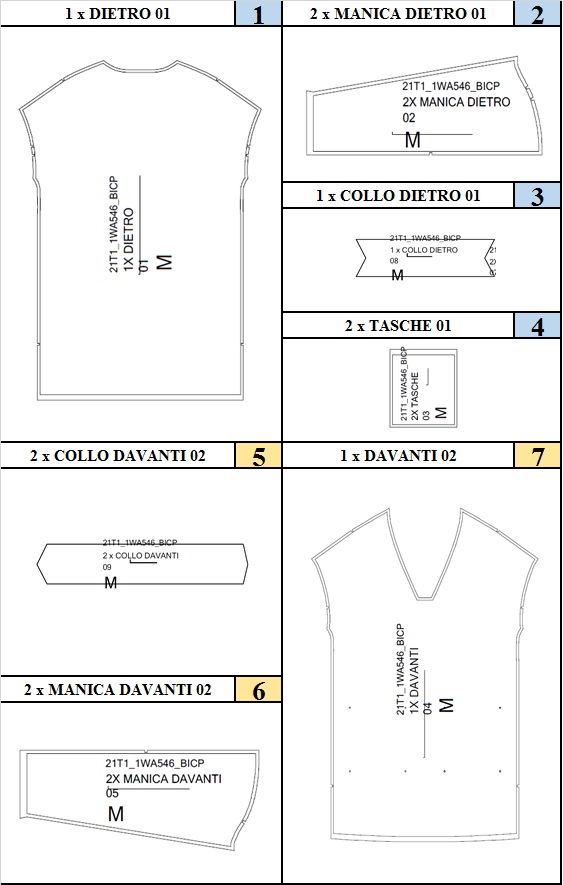 1 x DIETRO 01
1
21T1_1WA546_BICP
1X DIETRO
01
M
2 x MANICA DIETRO 01
2
21T1_1WA546_BICP
2X MANICA DIETRO
02
M
1 x COLLO DIETRO 01
3
21T1_1WA546_BICP
1 x COLLO DIETRO
08
M
2 x TASCHE 01
4
21T1_1WA546_BICP
2X TASCHE
03
M
2 x COLLO DAVANTI 02
5
21T1_1WA546_BICP
2 x COLLO DAVANTI
09
M
2 x MANICA DAVANTI 02
6
21T1_1WA546_BICP
2X MANICA DAVANTI
05
M
1 x DAVANTI 02
7
21T1_1WA546_BICP
1X DAVANTI
04
M